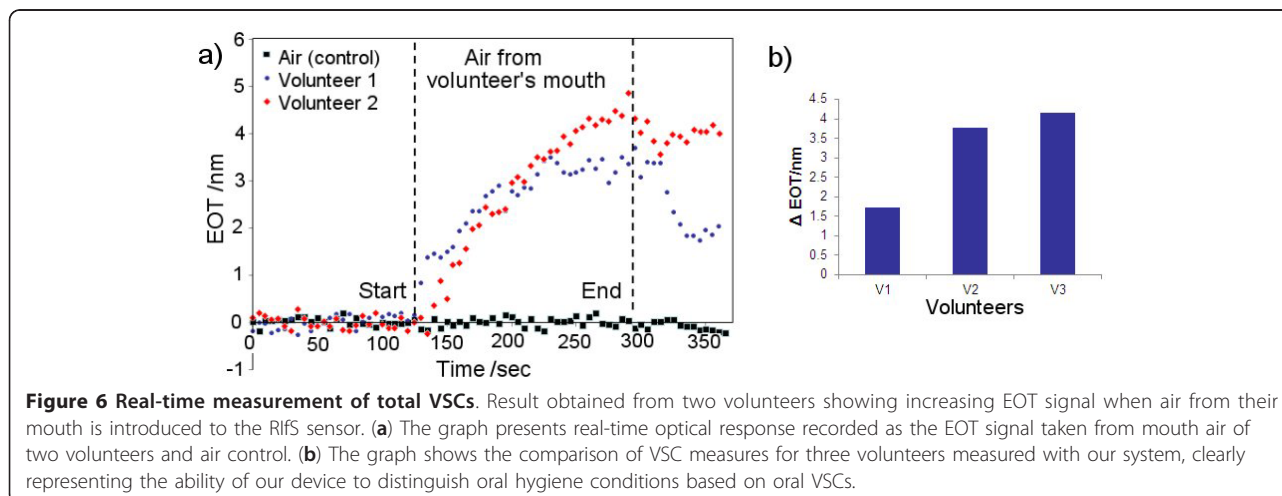 a)
6
5
4
3
2
1
0
-1
EOT /nm
Air (control)
Volunteer 1
Volunteer 2
Air from
volunteer's mouth
Start
End
0 50 100 150 200 250 300 350
Time /sec
b)
4.5
4
3.5
3
2.5
2
1.5
1
0.5
0
Δ EOT/nm
V1 V2 V3
Volunteers
Figure 6 Real-time measurement of total VSCs. Result obtained from two volunteers showing increasing EOT signal when air from their
mouth is introduced to the RIfS sensor. (a) The graph presents real-time optical response recorded as the EOT signal taken from mouth air of
two volunteers and air control. (b) The graph shows the comparison of VSC measures for three volunteers measured with our system, clearly
representing the ability of our device to distinguish oral hygiene conditions based on oral VSCs.